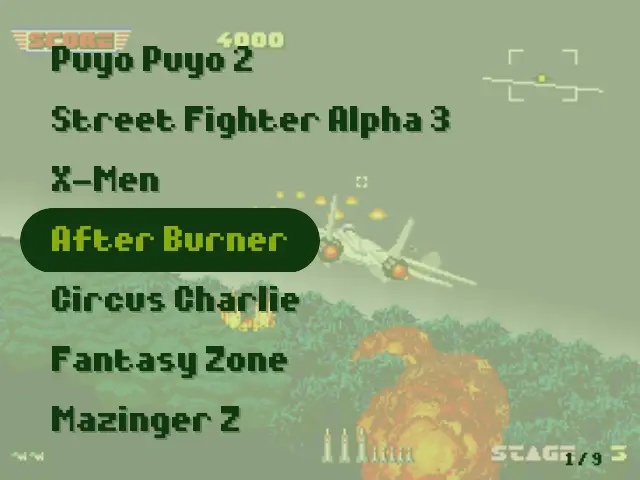 SCORE 4000
Puyo Puyo 2
Street Fighter Alpha 3
X-Men
After Burner
Circus Charlie
Fantasy Zone
Mazinger Z
STAGE 3
1/9